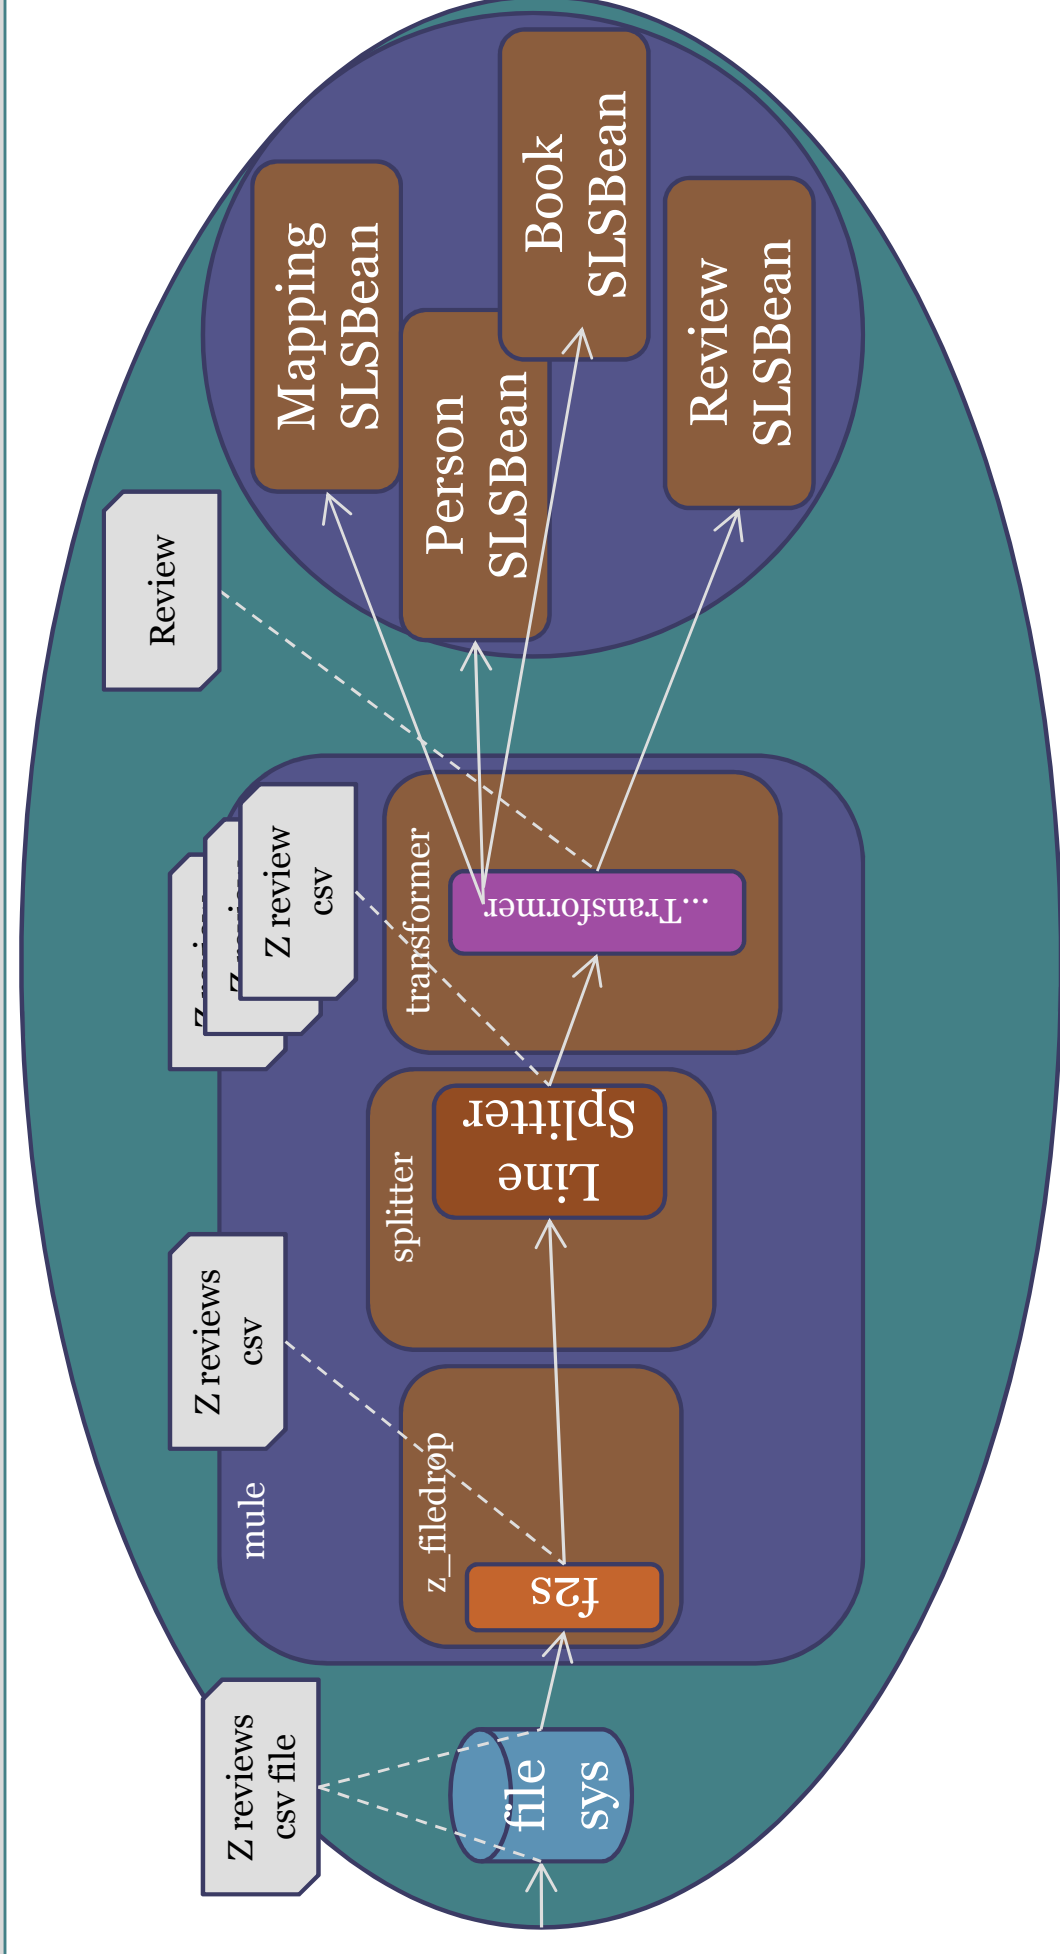 Z reviews
csv file
file
sys
mule
Z reviews
csv
z_filedrop
f2s
splitter
Line
Splitter
Z review
csv
transformer
...Transformer
Review
Mapping
SLSBean
Person
SLSBean
Book
SLSBean
Review
SLSBean